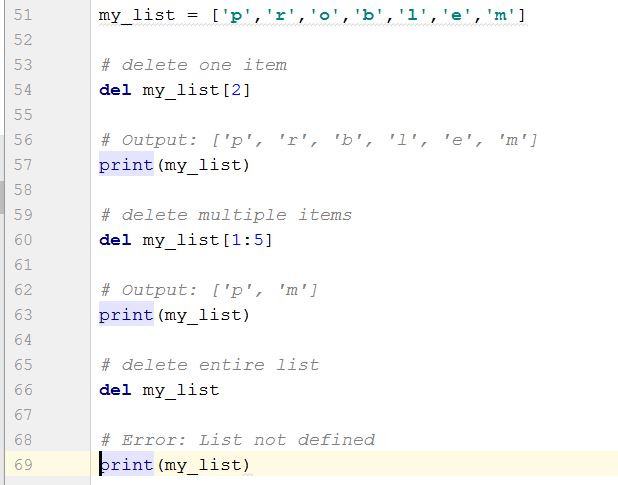 51 my_list = ['p','r','o','b','l','e','m']
52
53 # delete one item
54 del my_list[2]
55
56 # Output: ['p', 'r', 'b', 'l', 'e', 'm']
57 print(my_list)
58
59 # delete multiple items
60 del my_list[1:5]
61
62 # Output: ['p', 'm']
63 print(my_list)
64
65 # delete entire list
66 del my_list
67
68 # Error: List not defined
69 print(my_list)